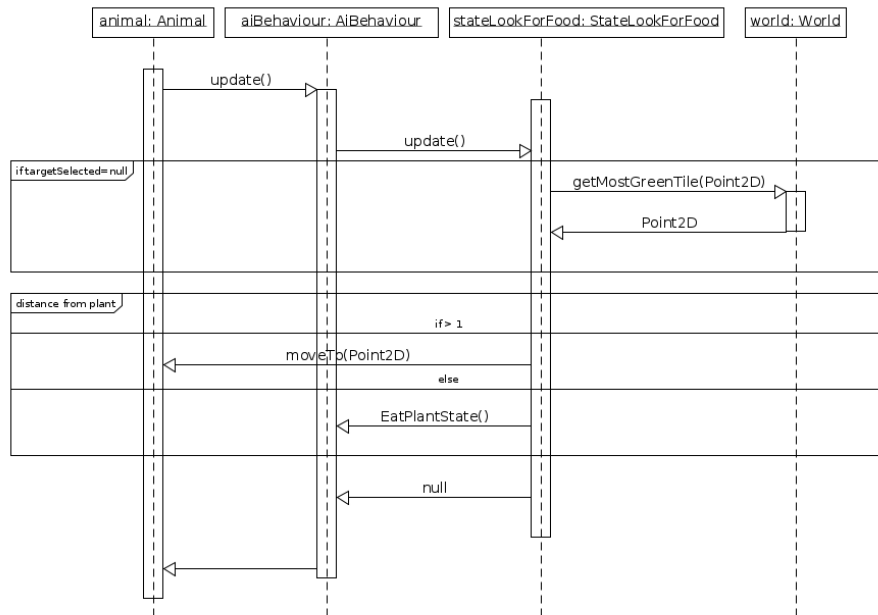 animal: Animal
aiBehaviour: AiBehaviour
stateLookForFood: StateLookForFood
world: World
update()
update()
iftargetSelected=null
getMostGreenTile(Point2D)
Point2D
distance from plant
if> 1
moveTo(Point2D)
else
EatPlantState()
null